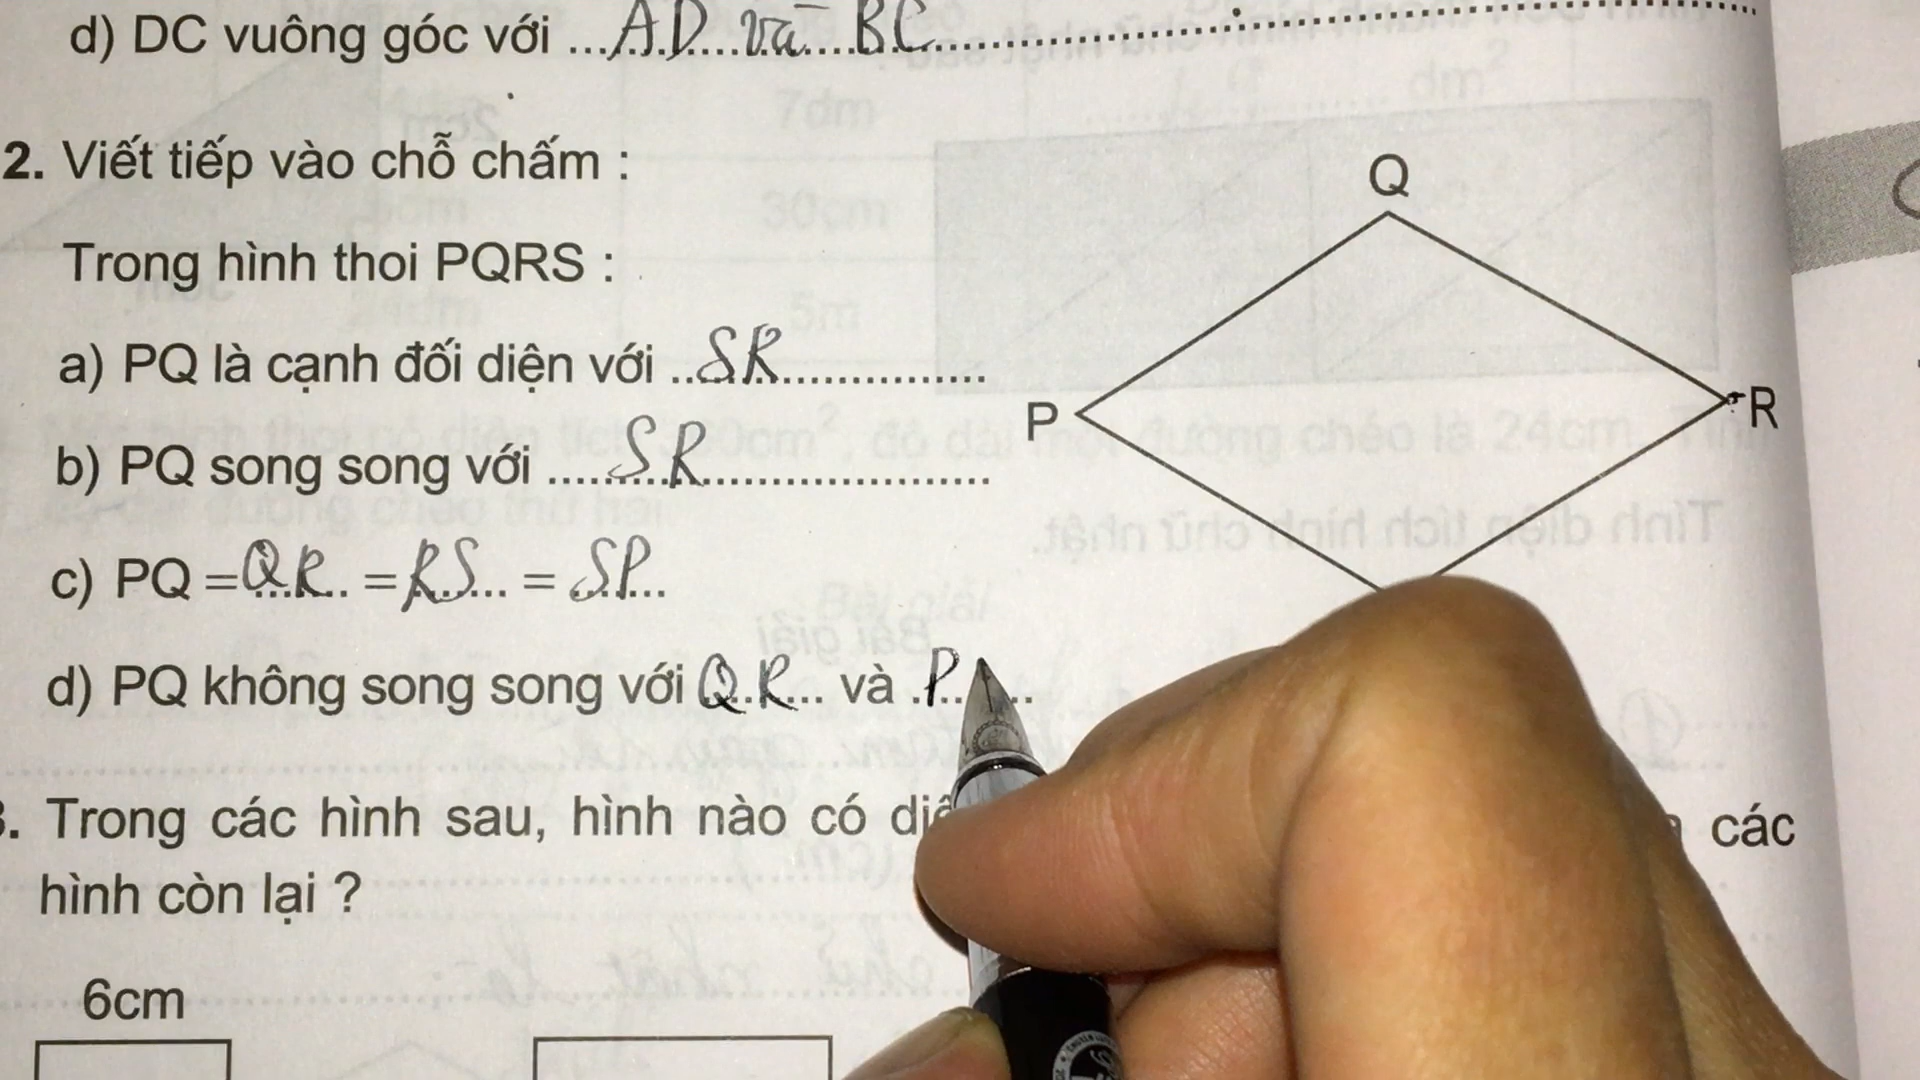 d) DC vuông góc với ...AD...và...BC...
2. Viết tiếp vào chỗ chấm :
Q
Trong hình thoi PQRS :
a) PQ là cạnh đối diện với ..SR...
P
R
b) PQ song song với ....SR...
c) PQ =QR.. =RS... = SP...
d) PQ không song song với QR... và .P...
3. Trong các hình sau, hình nào có các
hình còn lại ?
6cm